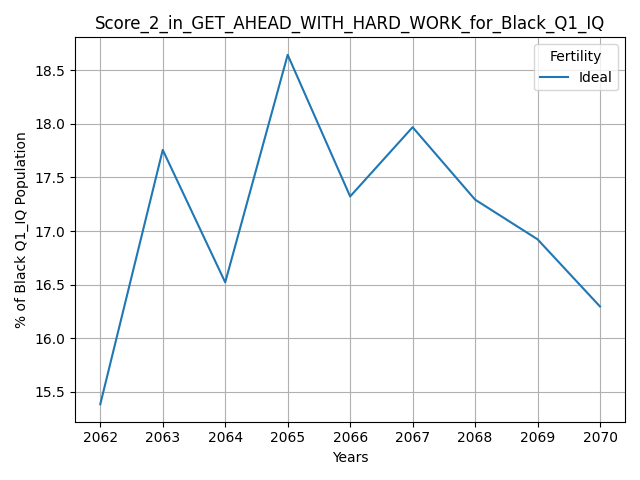 Score_2_in_GET_AHEAD_WITH_HARD_WORK_for_Black_Q1_IQ
Fertility
Ideal
% of Black Q1_IQ Population
18.5
18.0
17.5
17.0
16.5
16.0
15.5
2062 2063 2064 2065 2066 2067 2068 2069 2070
Years